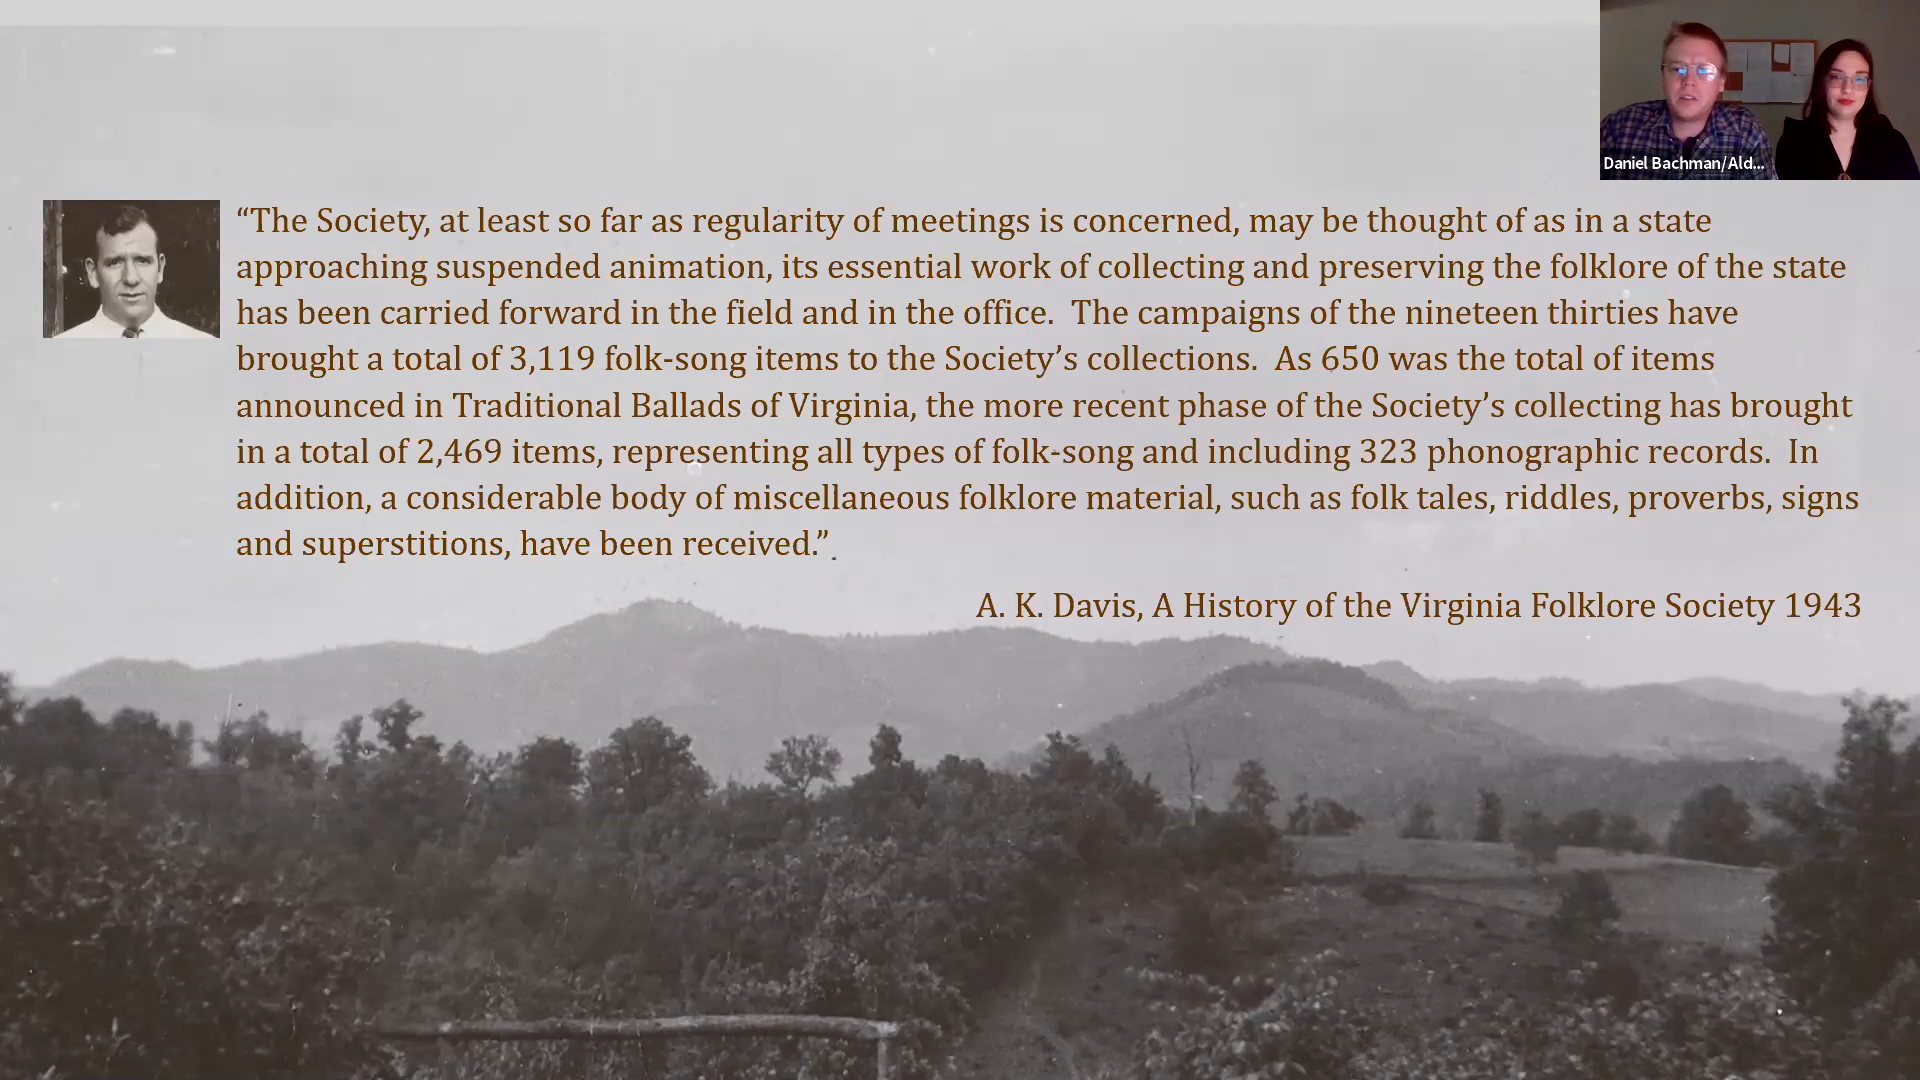 Daniel Bachman/Ald...
“The Society, at least so far as regularity of meetings is concerned, may be thought of as in a state
approaching suspended animation, its essential work of collecting and preserving the folklore of the state
has been carried forward in the field and in the office.  The campaigns of the nineteen thirties have
brought a total of 3,119 folk-song items to the Society’s collections.  As 650 was the total of items
announced in Traditional Ballads of Virginia, the more recent phase of the Society’s collecting has brought
in a total of 2,469 items, representing all types of folk-song and including 323 phonographic records.  In
addition, a considerable body of miscellaneous folklore material, such as folk tales, riddles, proverbs, signs
and superstitions, have been received.”
A. K. Davis, A History of the Virginia Folklore Society 1943